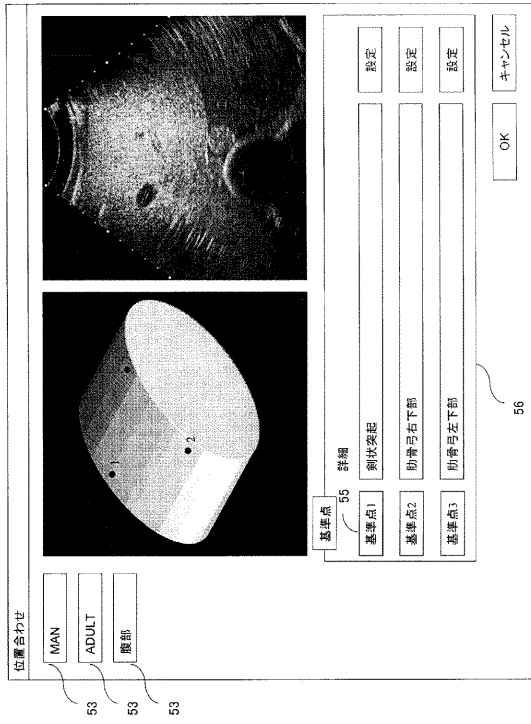 位置合わせ
MAN
53
ADULT
53
腹部
53
1
2
3
基準点
詳細
55
基準点1
剣状突起
設定
基準点2
肋骨弓右下部
設定
基準点3
肋骨弓左下部
設定
56
OK
キャンセル